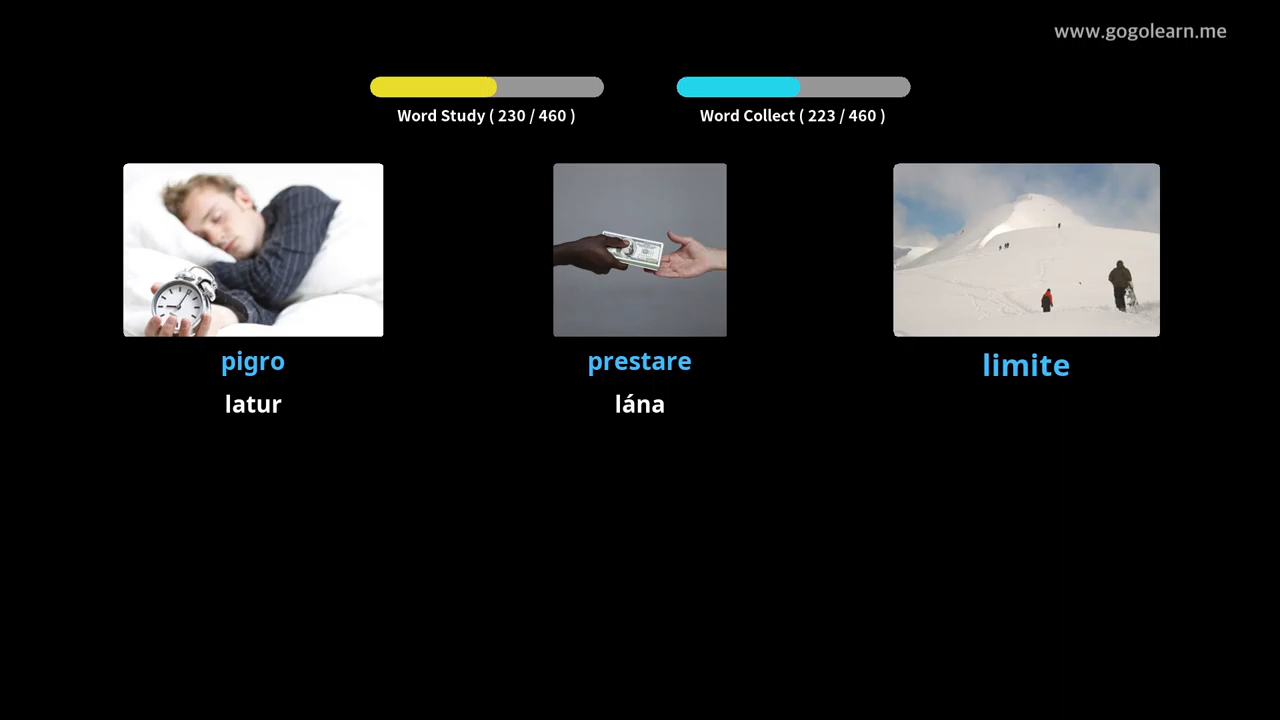 www.gogolearn.me
Word Study ( 230 / 460 )
Word Collect ( 223 / 460 )
pigro
prestare
limite
latur
lána